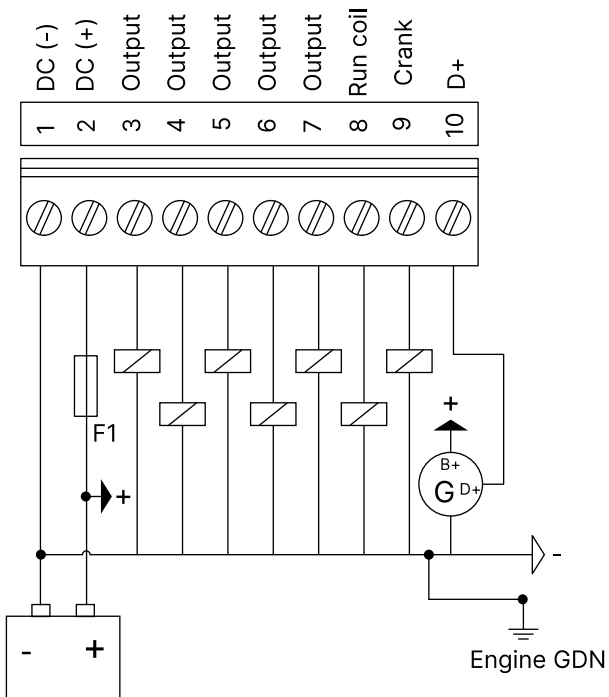 DC (-)
DC (+)
Output
Output
Output
Output
Output
Run coil
Crank
D+
1
2
3
4
5
6
7
8
9
10
F1
+
+
B+
G D+
-
- +
Engine GDN